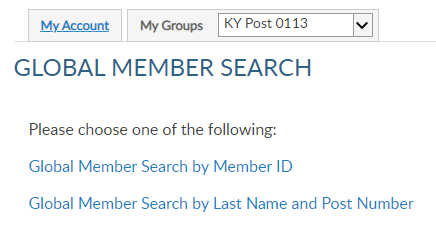 My Account My Groups KY Post 0113
GLOBAL MEMBER SEARCH
Please choose one of the following:
Global Member Search by Member ID
Global Member Search by Last Name and Post Number